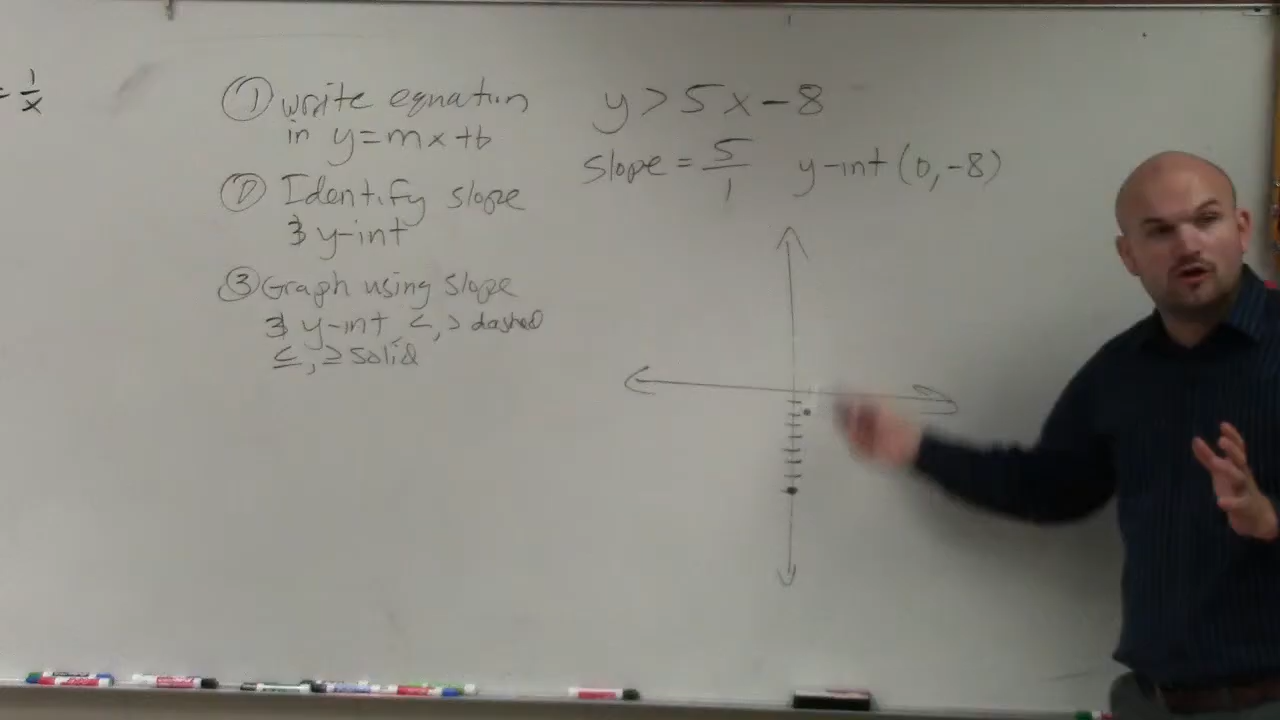 = 1/x
① Write equation
in y=mx+b
② Identify slope
& y-int
③ Graph using slope
& y-int <, > dashed
≤, ≥ solid
y > 5x - 8
Slope = 5/1 y-int (0, -8)